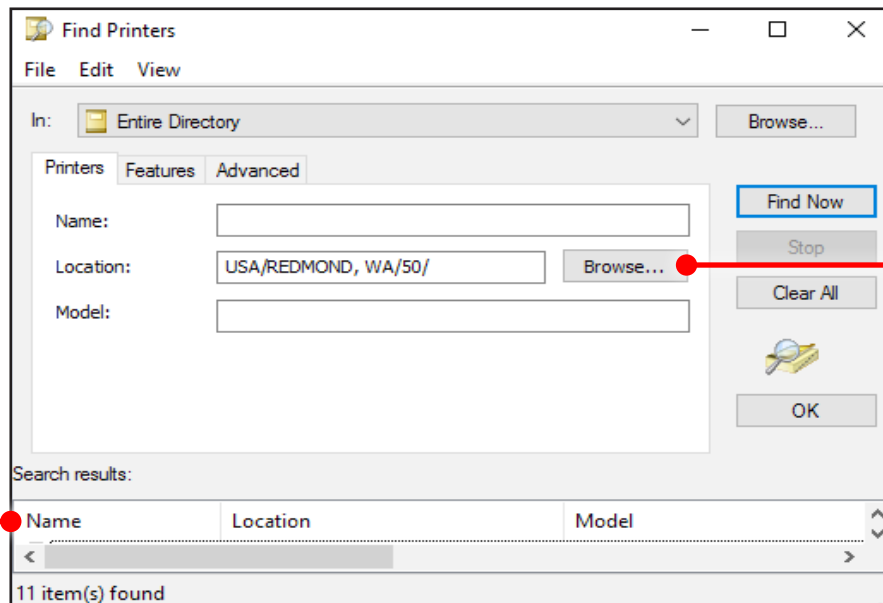 Find Printers
File Edit View
In: Entire Directory Browse...
Printers Features Advanced
Name:
Find Now
Location: USA/REDMOND, WA/50/ Browse...
Stop
Clear All
Model:
OK
Search results:
Name Location Model
11 item(s) found